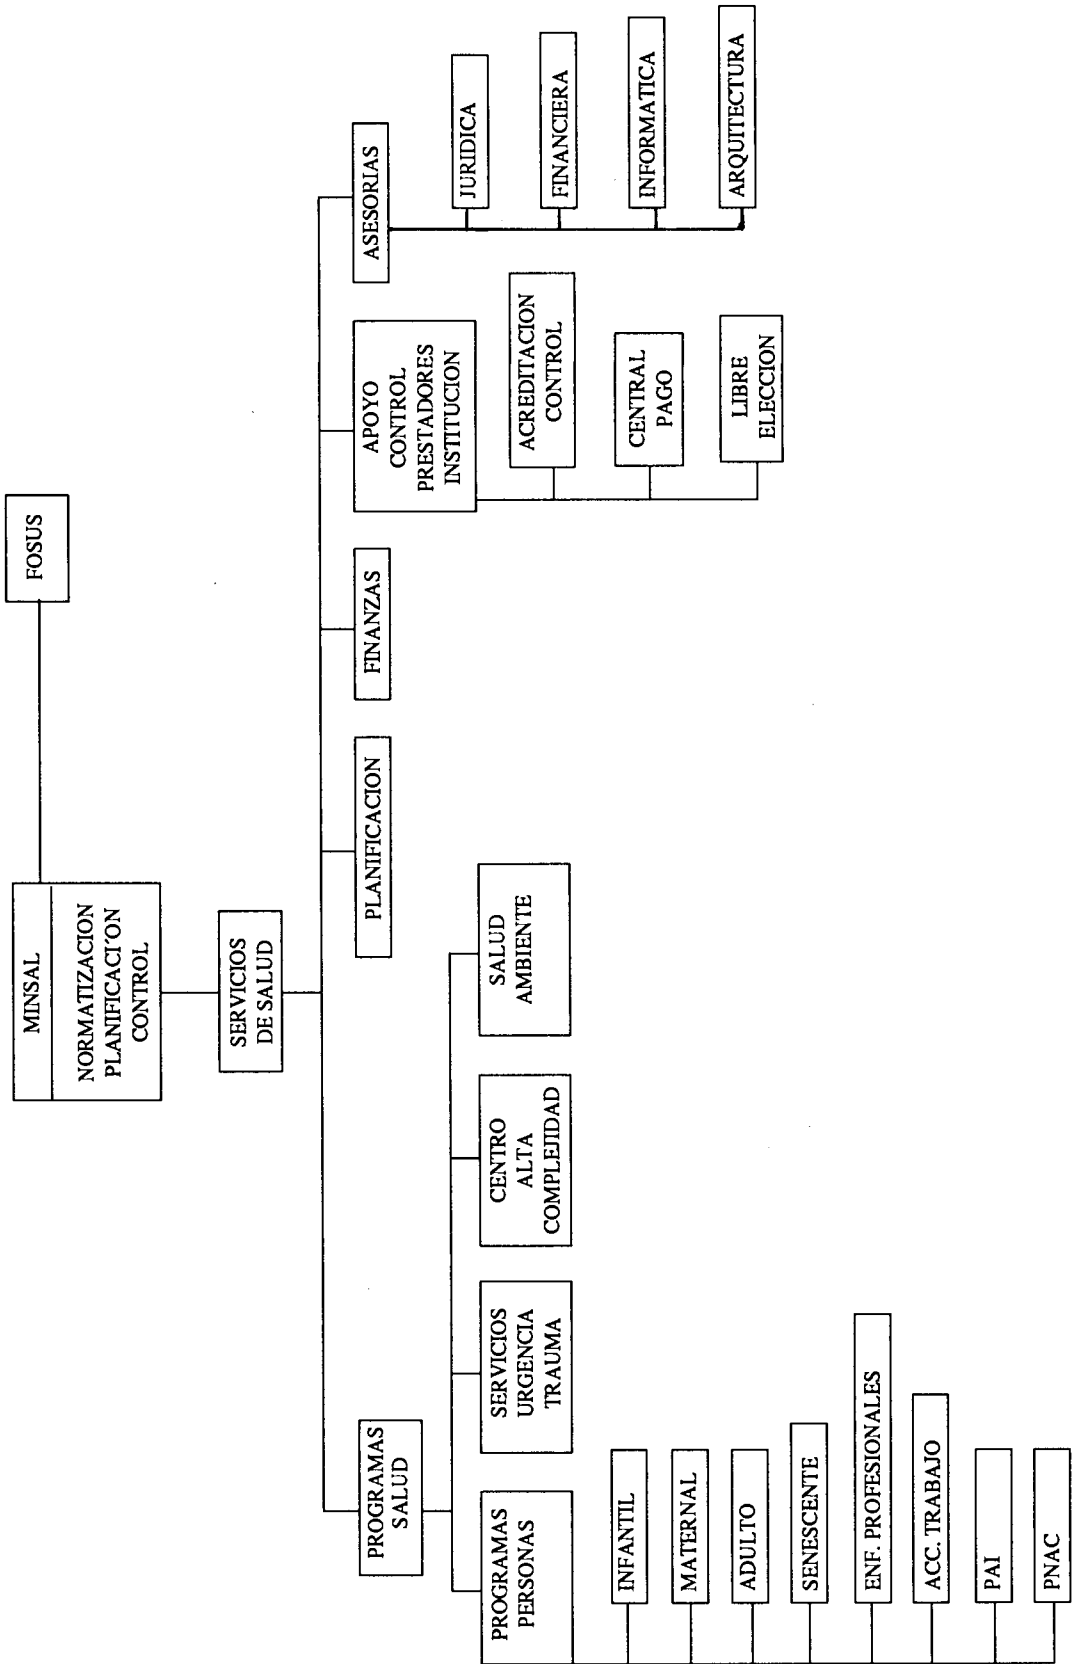 FOSUS
MINSAL
NORMATIZACION
PLANIFICACI´ON
CONTROL
SERVICIOS
DE SALUD
PROGRAMAS
SALUD
PLANIFICACION
FINANZAS
APOYO
CONTROL
PRESTADORES
INSTITUCION
ASESORIAS
PROGRAMAS
PERSONAS
SERVICIOS
URGENCIA
TRAUMA
CENTRO
ALTA
COMPLEJIDAD
SALUD
AMBIENTE
ACREDITACION
CONTROL
CENTRAL
PAGO
LIBRE
ELECCION
JURIDICA
FINANCIERA
INFORMATICA
ARQUITECTURA
INFANTIL
MATERNAL
ADULTO
SENESCENTE
ENF. PROFESIONALES
ACC. TRABAJO
PAI
PNAC